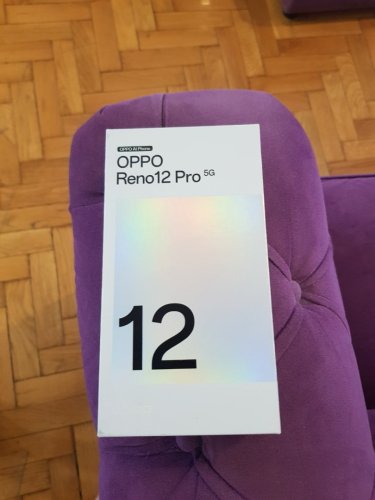 OPPO AI Phone
OPPO
Reno12 Pro 5G
12